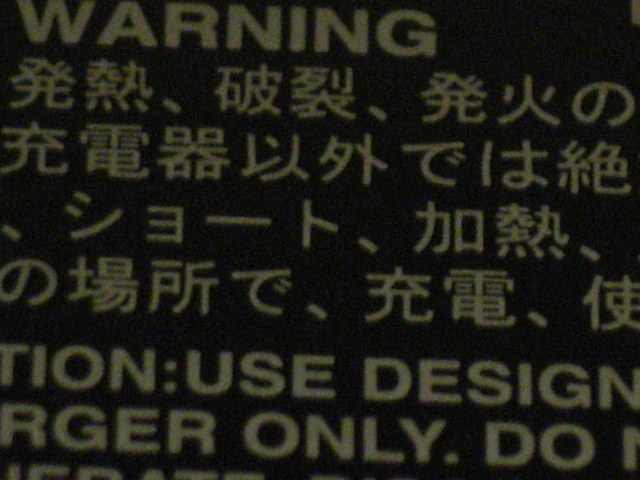 WARNING
発熱、破裂、発火の
充電器以外では絶
、ショート、加熱、
の場所で、充電、使
TION:USE DESIGN
RGER ONLY. DO N